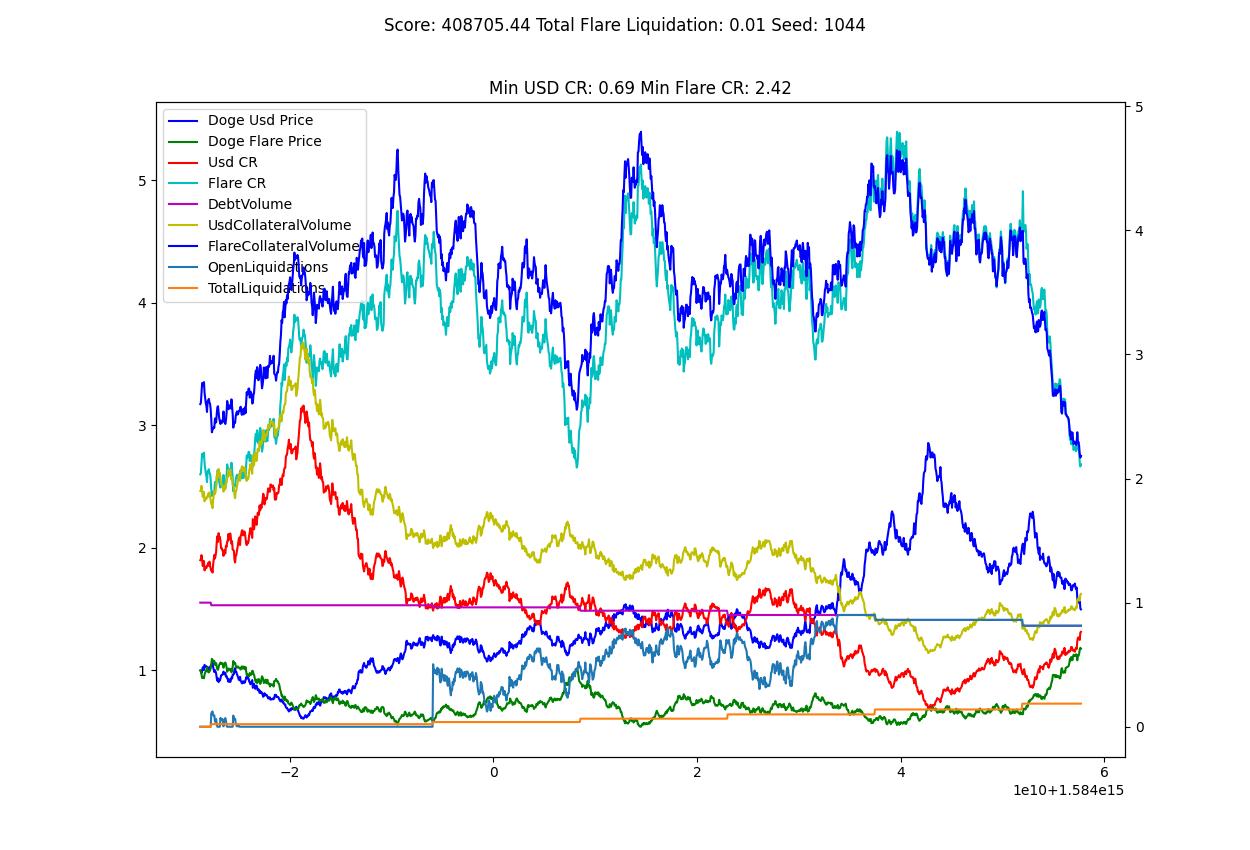 Score: 408705.44 Total Flare Liquidation: 0.01 Seed: 1044
Min USD CR: 0.69 Min Flare CR: 2.42
Doge Usd Price
Doge Flare Price
Usd CR
Flare CR
DebtVolume
UsdCollateralVolume
FlareCollateralVolume
OpenLiquidations
TotalLiquidations
5
4
3
2
1
5
4
3
2
1
0
−2
0
2
4
6
1e10+1.584e15